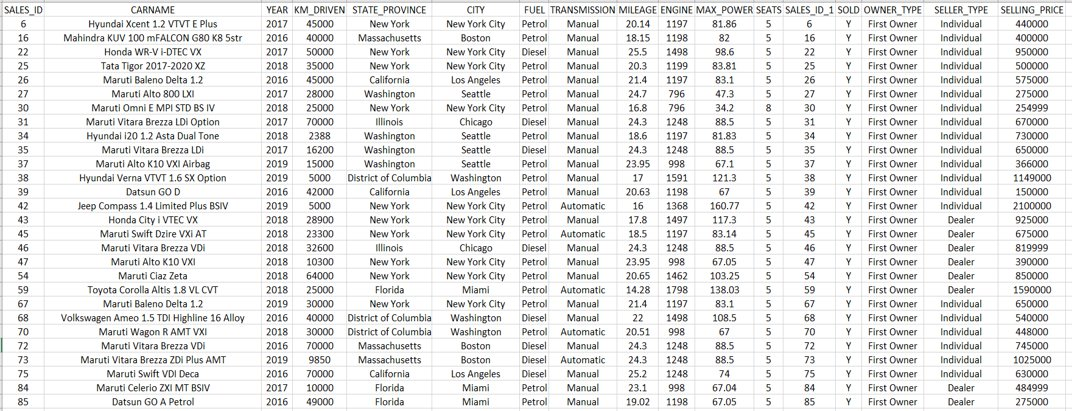 SALES_ID CARNAME YEAR KM_DRIVEN STATE_PROVINCE CITY FUEL TRANSMISSION MILEAGE ENGINE MAX_POWER SEATS SALES_ID_1 SOLD OWNER_TYPE SELLER_TYPE SELLING_PRICE
6 Hyundai Xcent 1.2 VTVT E Plus 2017 45000 New York New York City Petrol Manual 20.14 1197 81.86 5 6 Y First Owner Individual 440000
16 Mahindra KUV 100 mFALCON G80 K8 5str 2016 40000 Massachusetts Boston Petrol Manual 18.15 1198 82 5 16 Y First Owner Individual 400000
22 Honda WR-V i-DTEC VX 2017 50000 New York New York City Diesel Manual 25.5 1498 98.6 5 22 Y First Owner Individual 950000
25 Tata Tigor 2017-2020 XZ 2018 35000 New York New York City Petrol Manual 20.3 1199 83.81 5 25 Y First Owner Individual 500000
26 Maruti Baleno Delta 1.2 2016 45000 California Los Angeles Petrol Manual 21.4 1197 83.1 5 26 Y First Owner Individual 575000
27 Maruti Alto 800 LXI 2017 28000 Washington Seattle Petrol Manual 24.7 796 47.3 5 27 Y First Owner Individual 275000
30 Maruti Omni E MPI STD BS IV 2018 25000 New York New York City Petrol Manual 16.8 796 34.2 8 30 Y First Owner Individual 254999
31 Maruti Vitara Brezza LDi Option 2017 70000 Illinois Chicago Diesel Manual 24.3 1248 88.5 5 31 Y First Owner Individual 670000
34 Hyundai i20 1.2 Asta Dual Tone 2018 2388 Washington Seattle Petrol Manual 18.6 1197 81.83 5 34 Y First Owner Individual 730000
35 Maruti Vitara Brezza LDi 2017 16200 Washington Seattle Diesel Manual 24.3 1248 88.5 5 35 Y First Owner Individual 650000
37 Maruti Alto K10 VXI Airbag 2019 15000 Washington Seattle Petrol Manual 23.95 998 67.1 5 37 Y First Owner Individual 366000
38 Hyundai Verna VTVT 1.6 SX Option 2019 5000 District of Columbia Washington Petrol Manual 17 1591 121.3 5 38 Y First Owner Individual 1149000
39 Datsun GO D 2016 42000 California Los Angeles Petrol Manual 20.63 1198 67 5 39 Y First Owner Individual 150000
42 Jeep Compass 1.4 Limited Plus BSIV 2019 5000 New York New York City Petrol Automatic 16 1368 160.77 5 42 Y First Owner Individual 2100000
43 Honda City i VTEC VX 2018 28900 New York New York City Petrol Manual 17.8 1497 117.3 5 43 Y First Owner Dealer 925000
45 Maruti Swift Dzire VXi AT 2018 23300 New York New York City Petrol Automatic 18.5 1197 83.14 5 45 Y First Owner Dealer 675000
46 Maruti Vitara Brezza VDi 2018 32600 Illinois Chicago Diesel Manual 24.3 1248 88.5 5 46 Y First Owner Dealer 819999
47 Maruti Alto K10 VXI 2018 10300 New York New York City Petrol Manual 23.95 998 67.05 5 47 Y First Owner Dealer 390000
54 Maruti Ciaz Zeta 2018 64000 New York New York City Petrol Manual 20.65 1462 103.25 5 54 Y First Owner Dealer 850000
59 Toyota Corolla Altis 1.8 VL CVT 2018 25000 Florida Miami Petrol Automatic 14.28 1798 138.03 5 59 Y First Owner Dealer 1590000
67 Maruti Baleno Delta 1.2 2019 30000 New York New York City Petrol Manual 21.4 1197 83.1 5 67 Y First Owner Individual 650000
68 Volkswagen Ameo 1.5 TDI Highline 16 Alloy 2016 40000 District of Columbia Washington Diesel Manual 22 1498 108.5 5 68 Y First Owner Individual 540000
70 Maruti Wagon R AMT VXI 2018 30000 District of Columbia Washington Petrol Automatic 20.51 998 67 5 70 Y First Owner Individual 448000
72 Maruti Vitara Brezza VDi 2016 70000 Massachusetts Boston Diesel Manual 24.3 1248 88.5 5 72 Y First Owner Individual 745000
73 Maruti Vitara Brezza ZDi Plus AMT 2019 9850 Massachusetts Boston Diesel Automatic 24.3 1248 88.5 5 73 Y First Owner Individual 1025000
75 Maruti Swift VDI Deca 2016 70000 California Los Angeles Diesel Manual 25.2 1248 74 5 75 Y First Owner Individual 630000
84 Maruti Celerio ZXI MT BSIV 2017 10000 Florida Miami Petrol Manual 23.1 998 67.04 5 84 Y First Owner Dealer 484999
85 Datsun GO A Petrol 2016 49000 Florida Miami Petrol Manual 19.02 1198 67.05 5 85 Y First Owner Dealer 275000